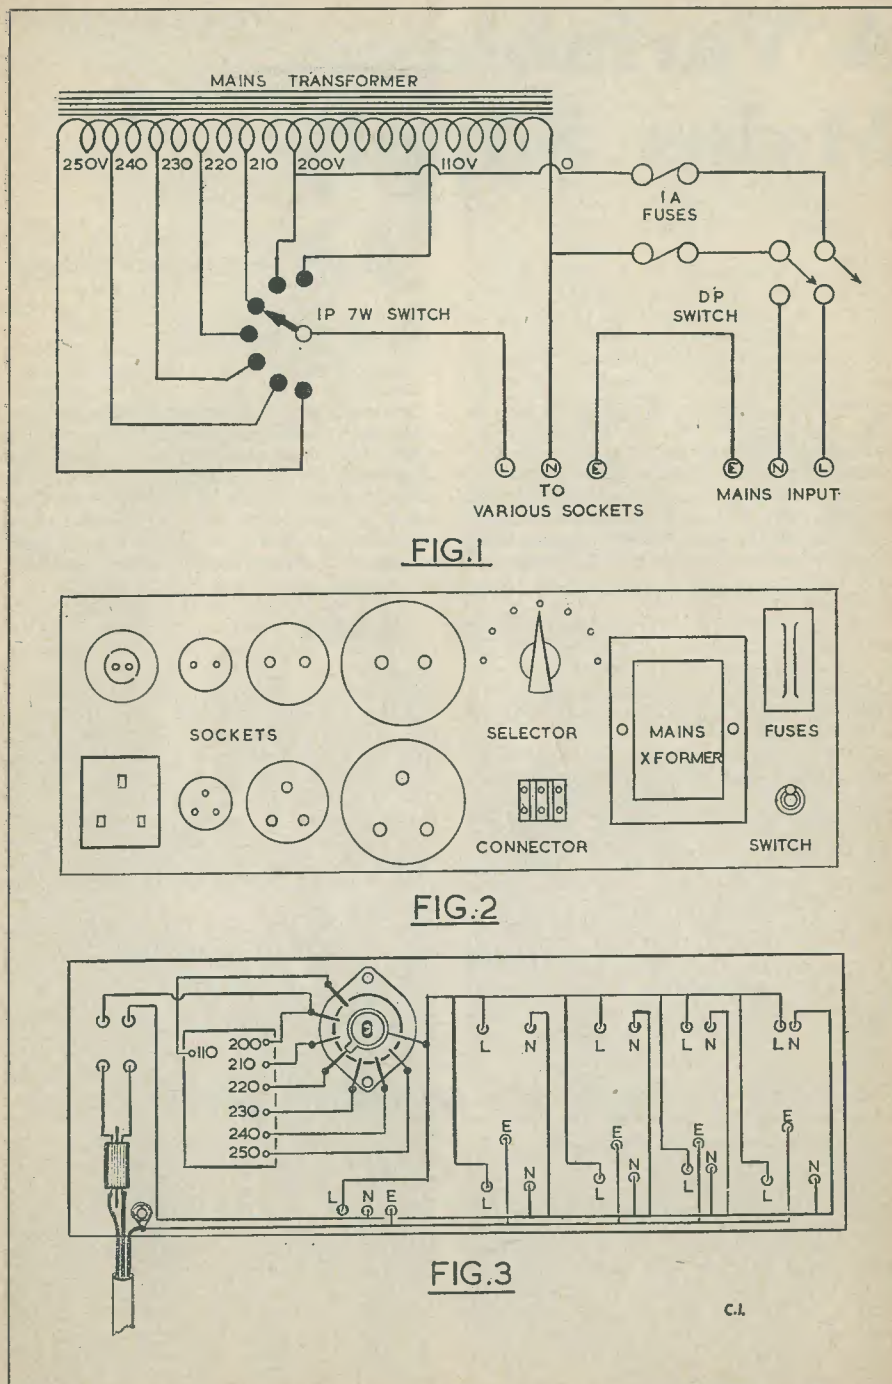 MAINS TRANSFORMER
250V 240 230 220 210 200V 110V 0
1A
FUSES
1P 7W SWITCH
DP
SWITCH
L N E E N L
TO
VARIOUS SOCKETS
MAINS INPUT
FIG.1
SOCKETS
SELECTOR
MAINS
XFORMER
FUSES
CONNECTOR
SWITCH
FIG.2
110
200
210
220
230
240
250
L N L N L N L N
E E E E
L N L N L N L N
L N E
FIG.3
C.I.